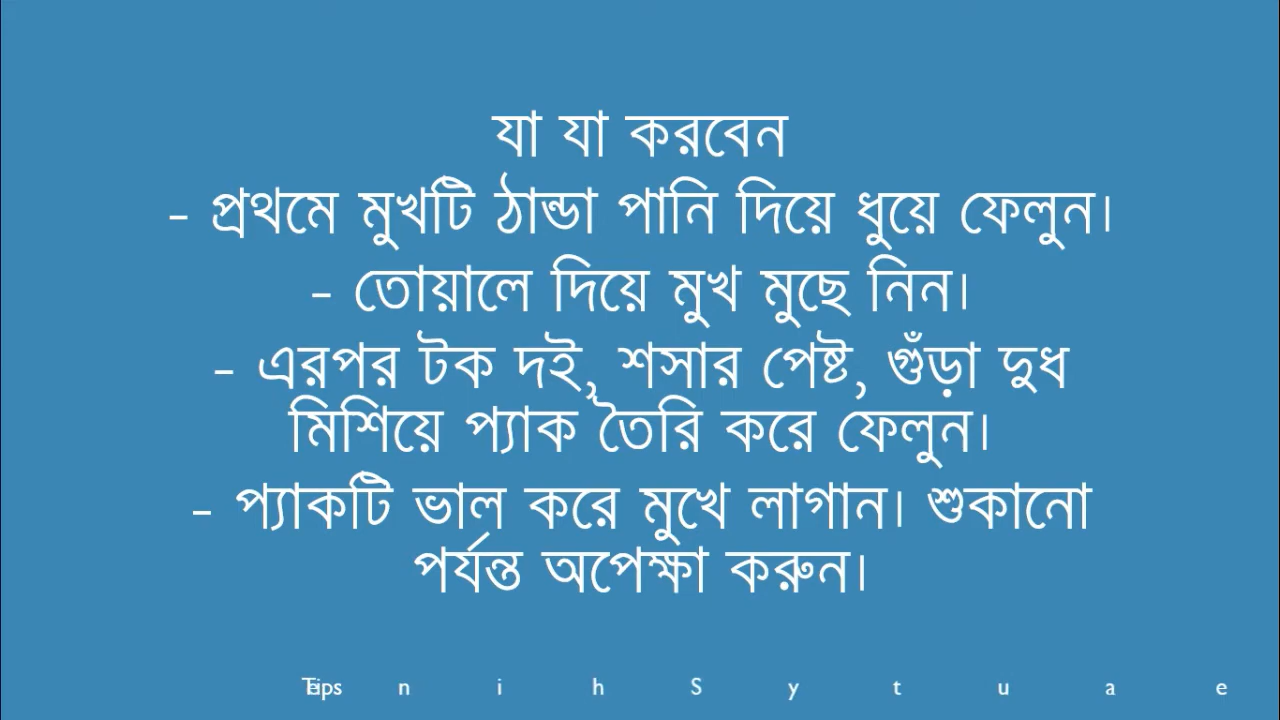 যা যা করবেন
- প্রথমে মুখটি ঠান্ডা পানি দিয়ে ধুয়ে ফেলুন।
- তোয়ালে দিয়ে মুখ মুছে নিন।
- এরপর টক দই, শসার পেষ্ট, গুঁড়া দুধ
মিশিয়ে প্যাক তৈরি করে ফেলুন।
- প্যাকটি ভাল করে মুখে লাগান। শুকানো
পর্যন্ত অপেক্ষা করুন।
n i h S y t u a e